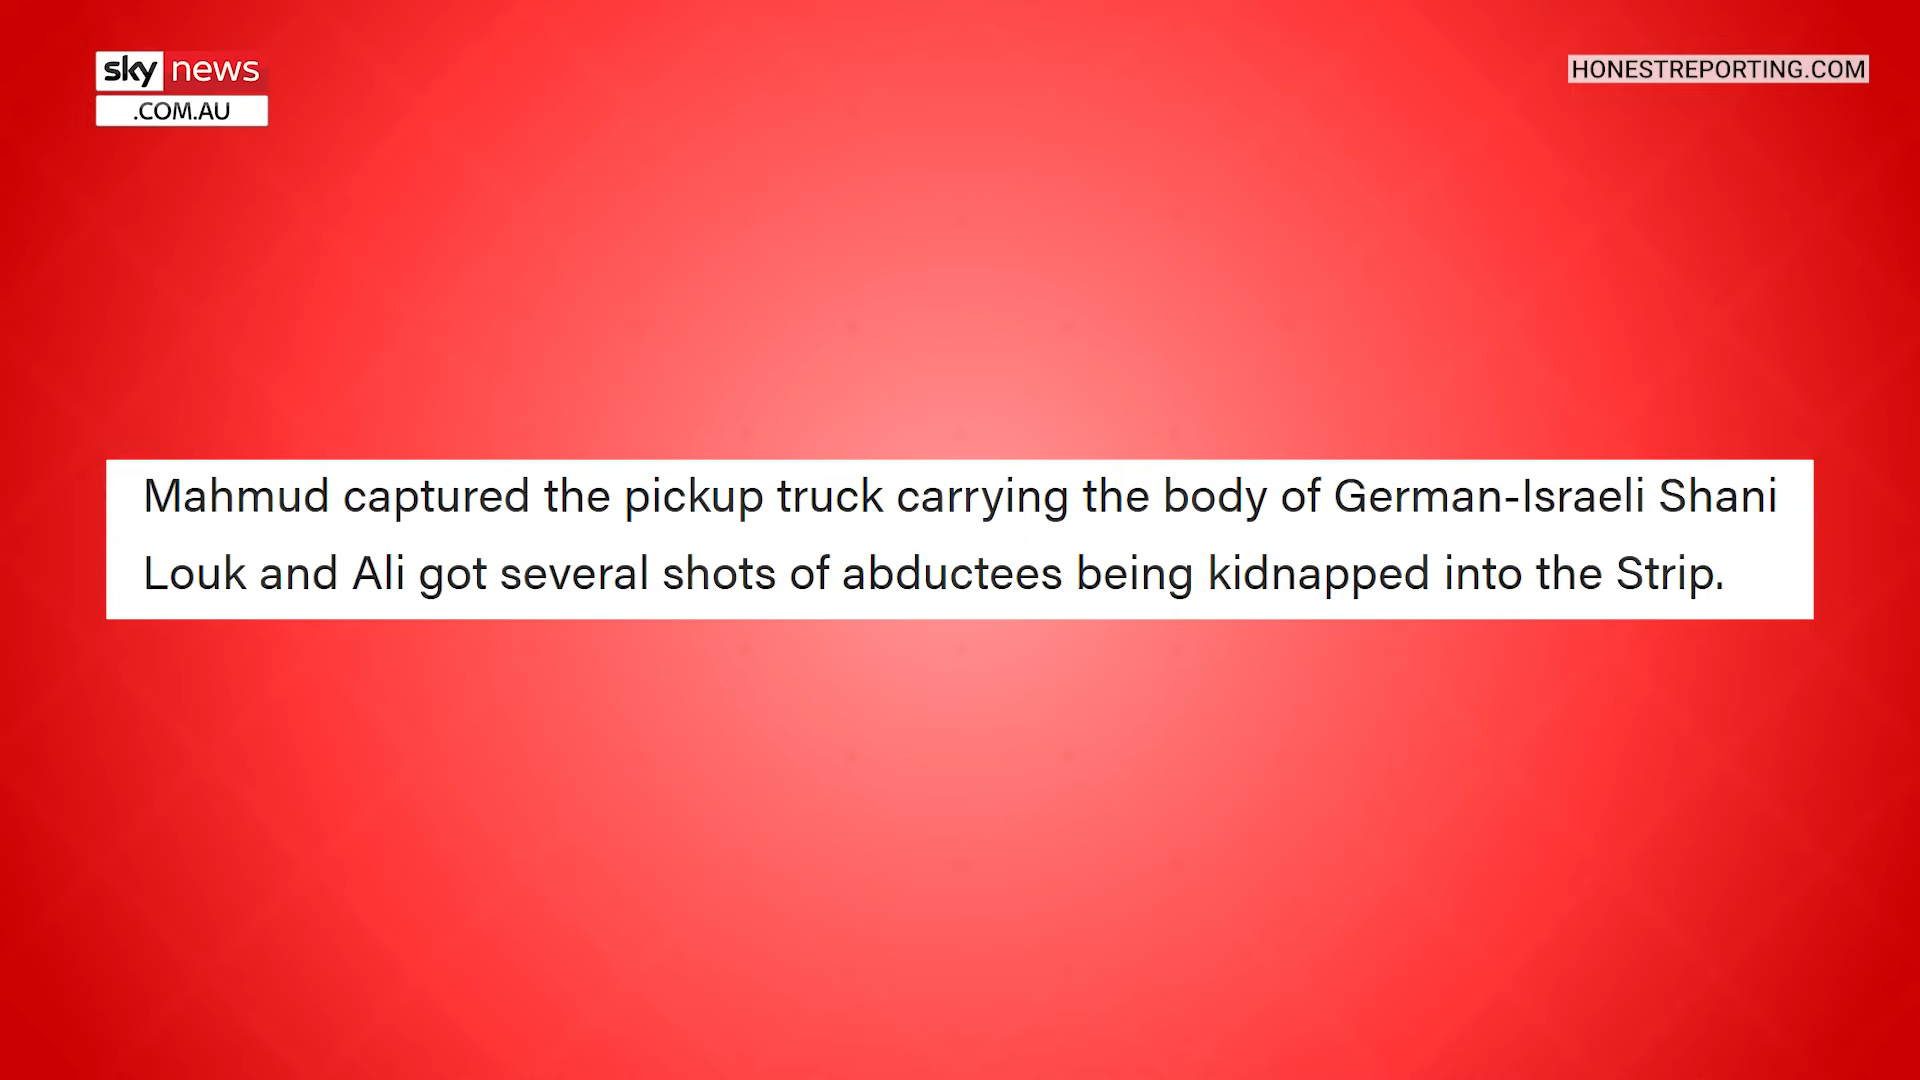 sky news
.COM.AU
HONESTREPORTING.COM
Mahmud captured the pickup truck carrying the body of German-Israeli Shani
Louk and Ali got several shots of abductees being kidnapped into the Strip.